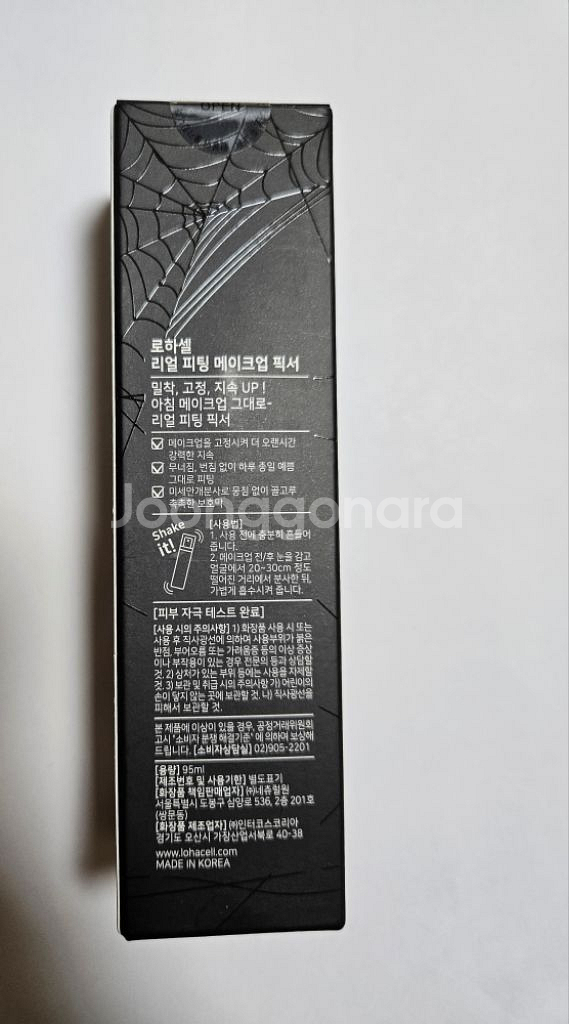 OPEN
로하셀
리얼 피팅 메이크업 픽서
밀착, 고정, 지속 UP !
아침 메이크업 그대로-
리얼 피팅 픽서
메이크업을 고정시켜 더 오랜시간
강력한 지속
무너짐, 번짐 없이 하루 종일 예쁨
그대로 피팅
미세안개분사로 뭉침 없이 골고루
촉촉한 보호막
Joonggonara
Shake
it!
[사용법]
1. 사용 전에 충분히 흔들어
줍니다.
2. 메이크업 전/후 눈을 감고
얼굴에서 20~30cm 정도
떨어진 거리에서 분사한 뒤,
가볍게 흡수시켜 줍니다.
[피부 자극 테스트 완료]
[사용 시의 주의사항] 1) 화장품 사용 시 또는
사용 후 직사광선에 의하여 사용부위가 붉은
반점, 부어오름 또는 가려움증 등의 이상 증상
이나 부작용이 있는 경우 전문의 등과 상담할
것. 2) 상처가 있는 부위 등에는 사용을 자제할
것. 3) 보관 및 취급 시의 주의사항 가) 어린이의
손이 닿지 않는 곳에 보관할 것. 나) 직사광선을
피해서 보관할 것.
본 제품에 이상이 있을 경우, 공정거래위원회
고시 '소비자 분쟁 해결기준' 에 의하여 보상해
드립니다. [소비자상담실] 02)905-2201
[용량] 95ml
[제조번호 및 사용기한] 별도표기
[화장품 책임판매업자] ㈜네츄럴원
서울특별시 도봉구 삼양로 536, 2층 201호
(쌍문동)
[화장품 제조업자] ㈜인터코스코리아
경기도 오산시 가장산업서북로 40-38
www.lohacell.com
MADE IN KOREA